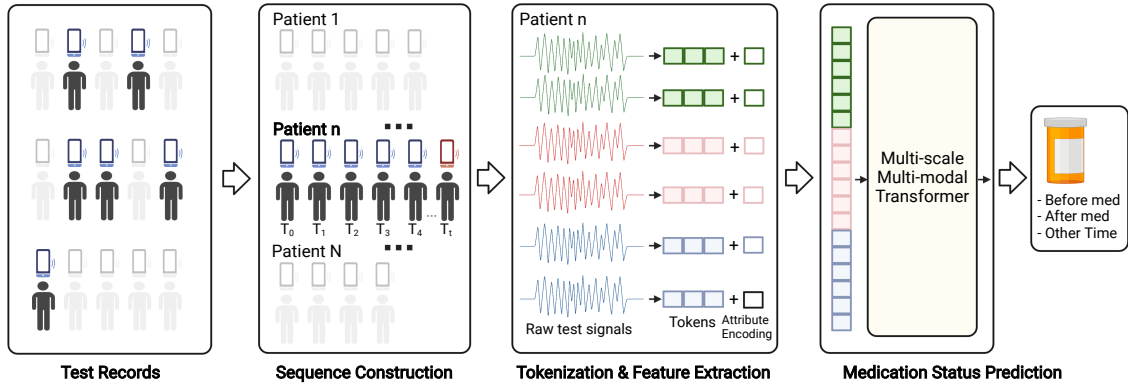 Patient 1
Patient n
T0 T1 T2 T3 T4 ... Tt
Patient N
Patient n
+
+
+
+
+
+
Raw test signals
Tokens
Attribute
Encoding
Multi-scale
Multi-modal
Transformer
- Before med
- After med
- Other Time
Test Records
Sequence Construction
Tokenization & Feature Extraction
Medication Status Prediction